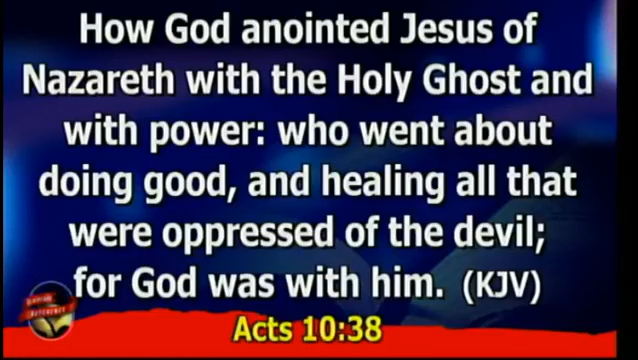 How God anointed Jesus of
Nazareth with the Holy Ghost and
with power: who went about
doing good, and healing all that
were oppressed of the devil;
for God was with him. (KJV)
Acts 10:38
REFERENCE